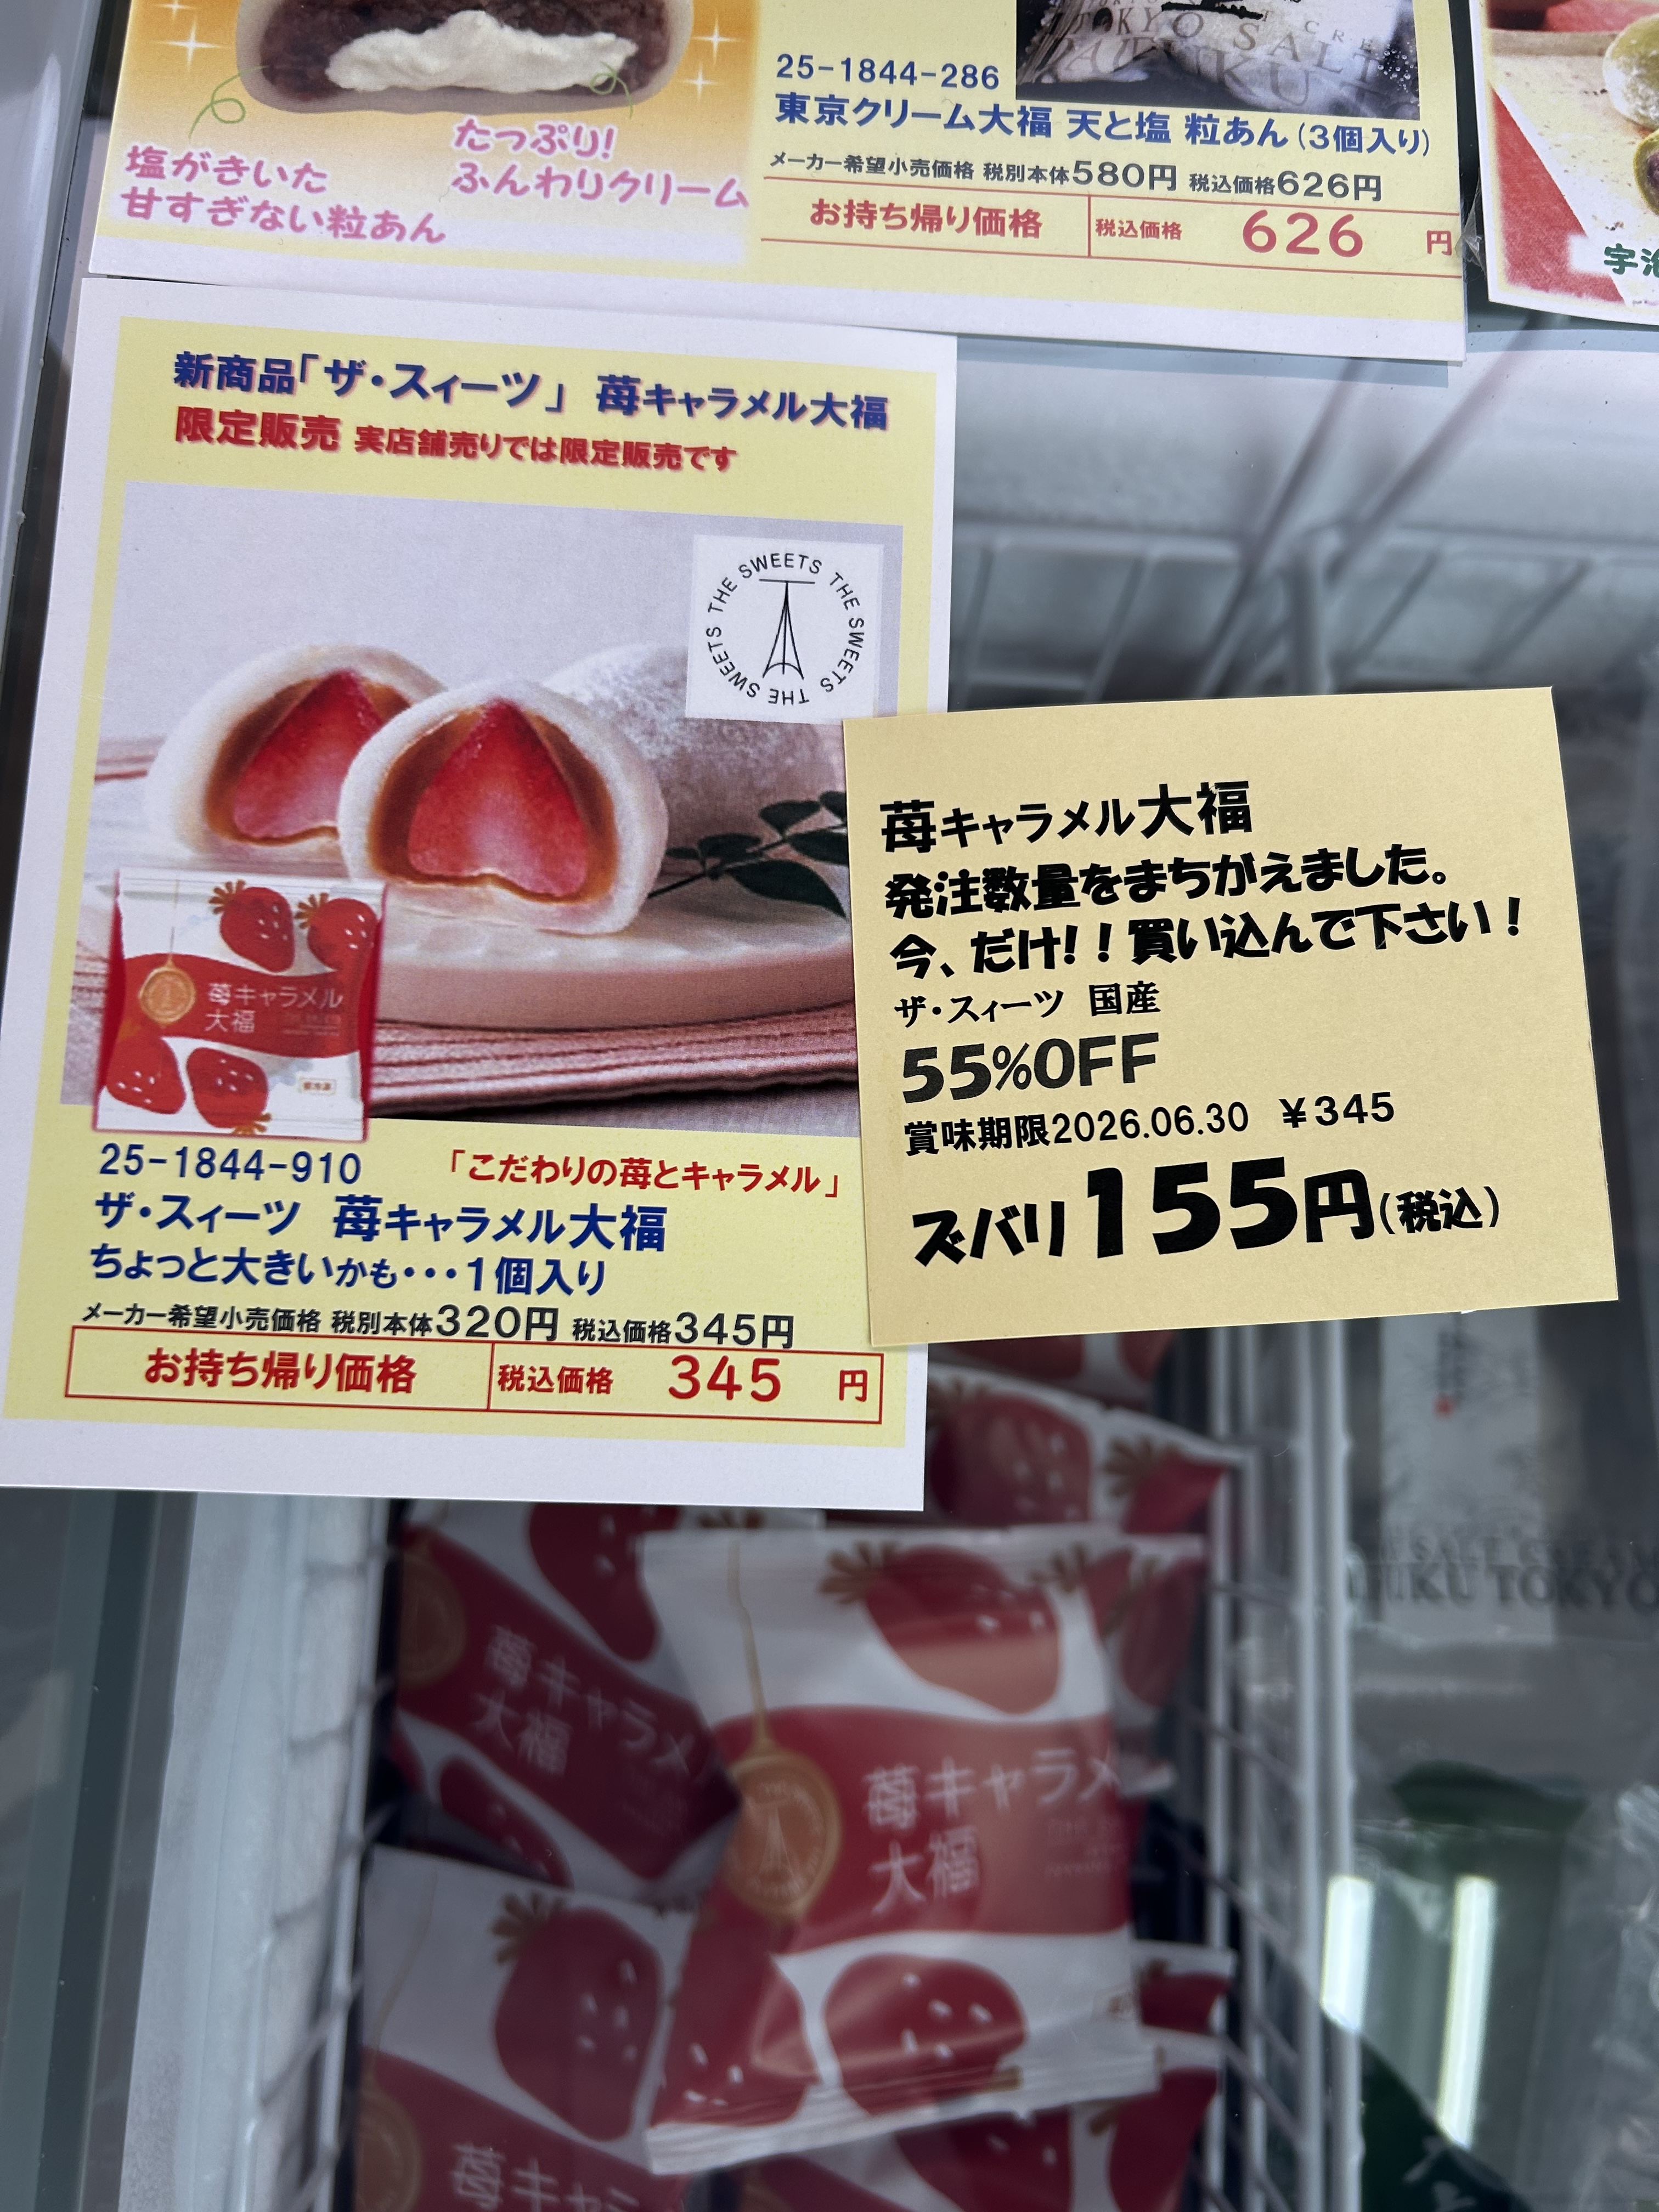 TOKYO SALT
25-1844-286
東京クリーム大福 天と塩 粒あん(3個入り)
メーカー希望小売価格 税別本体580円 税込価格626円
お持ち帰り価格 税込価格 626 円
たっぷり!
ふんわりクリーム
塩がきいた
甘すぎない粒あん
新商品「ザ・スィーツ」 苺キャラメル大福
限定販売 実店舗売りでは限定販売です
THE SWEETS THE SWEETS THE SWEETS
苺キャラメル
大福
25-1844-910 「こだわりの苺とキャラメル」
ザ・スィーツ 苺キャラメル大福
ちょっと大きいかも・・・1個入り
メーカー希望小売価格 税別本体320円 税込価格345円
お持ち帰り価格 税込価格 345 円
苺キャラメル大福
発注数量をまちがえました。
今、だけ!!買い込んで下さい!
ザ・スィーツ 国産
55%OFF
賞味期限2026.06.30 ¥345
ズバリ155円(税込)
苺キャラメ
大福
苺キャラメ
大福
苺キャラ
TOKYO